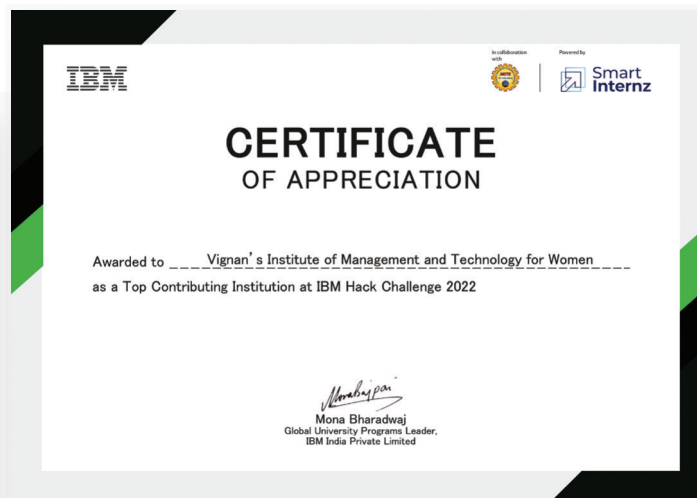 IBM
In collaboration
with
Powered by
Smart
Internz
CERTIFICATE
OF APPRECIATION
Awarded to Vignan's Institute of Management and Technology for Women
as a Top Contributing Institution at IBM Hack Challenge 2022
Mona Bharadwaj
Global University Programs Leader,
IBM India Private Limited